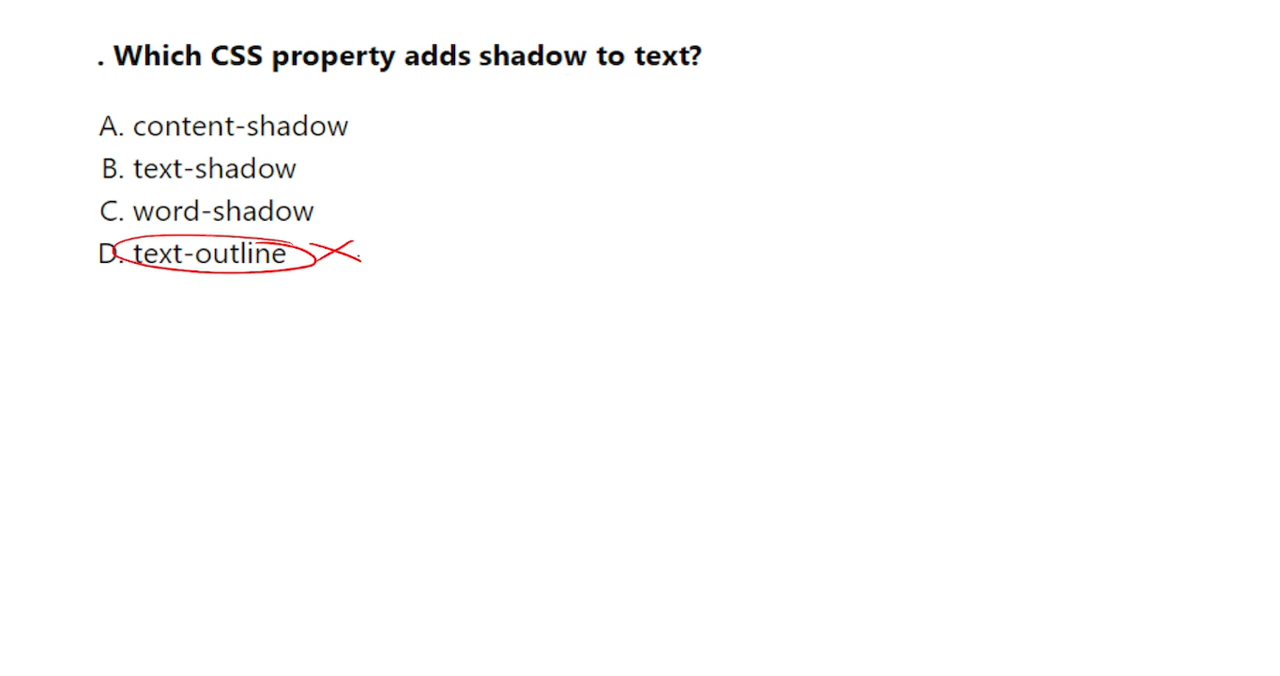 . Which CSS property adds shadow to text?
A. content-shadow
B. text-shadow
C. word-shadow
D. text-outline